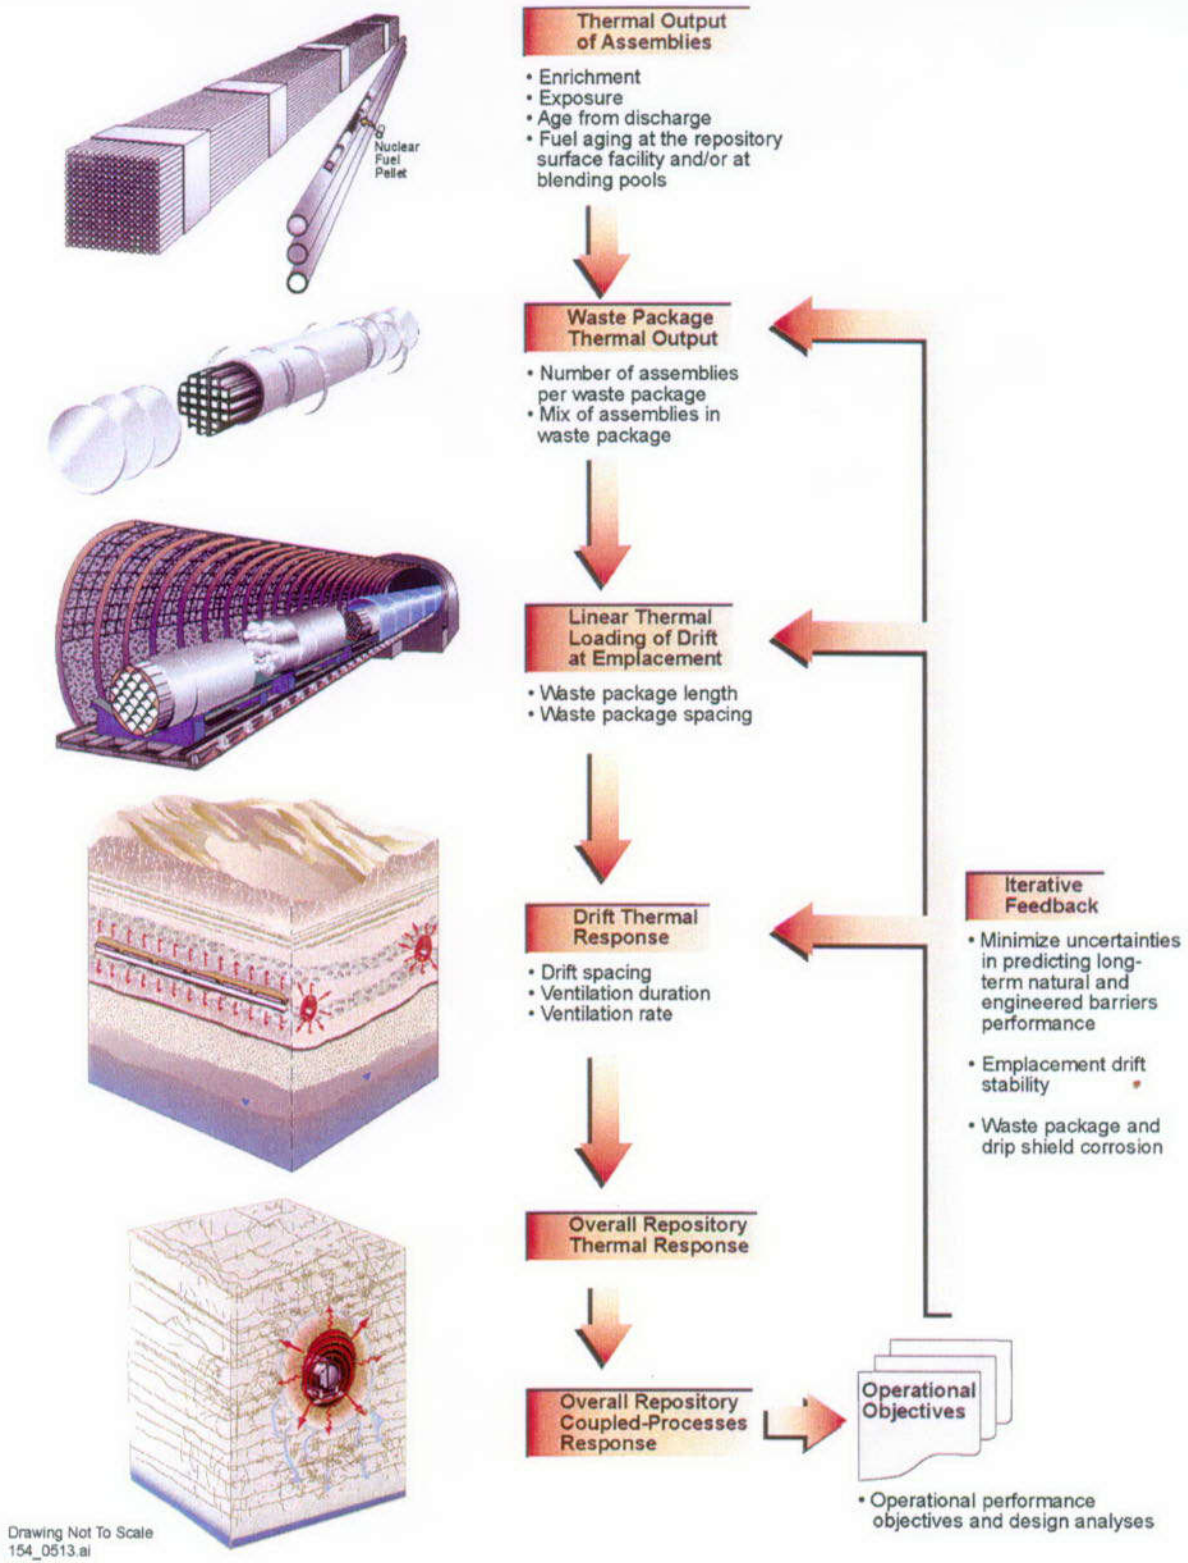 Thermal Output
of Assemblies
• Enrichment
• Exposure
• Age from discharge
• Fuel aging at the repository
surface facility and/or at
blending pools
Nuclear
Fuel
Pellet
Waste Package
Thermal Output
• Number of assemblies
per waste package
• Mix of assemblies in
waste package
Linear Thermal
Loading of Drift
at Emplacement
• Waste package length
• Waste package spacing
Drift Thermal
Response
• Drift spacing
• Ventilation duration
• Ventilation rate
Iterative
Feedback
• Minimize uncertainties
in predicting long-
term natural and
engineered barriers
performance
• Emplacement drift
stability
• Waste package and
drip shield corrosion
Overall Repository
Thermal Response
Overall Repository
Coupled-Processes
Response
Operational
Objectives
• Operational performance
objectives and design analyses
Drawing Not To Scale
154_0513.ai